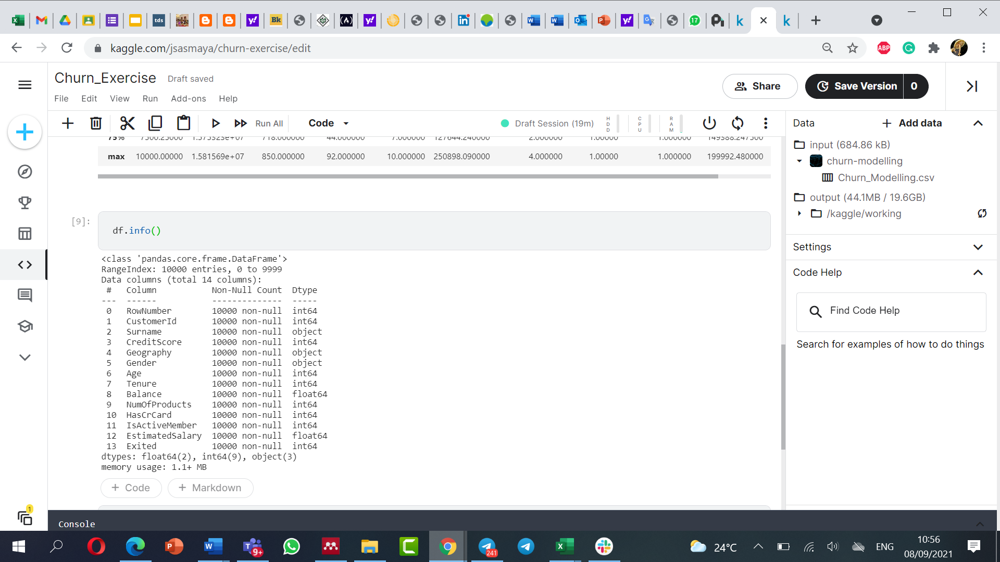 tds
Bk
17
kaggle.com/jsasmaya/churn-exercise/edit
ABP
Churn_Exercise Draft saved
File Edit View Run Add-ons Help
Share
Save Version 0
Run All Code Draft Session (19m) HDD CPU RAM
75% 7500.25000 1.575323e+07 718.000000 44.000000 7.000000 127644.240000 2.000000 1.00000 1.000000 149388.247500
max 10000.00000 1.581569e+07 850.000000 92.000000 10.000000 250898.090000 4.000000 1.00000 1.000000 199992.480000
[9]: df.info()
<class 'pandas.core.frame.DataFrame'>
RangeIndex: 10000 entries, 0 to 9999
Data columns (total 14 columns):
# Column Non-Null Count Dtype
--- ------ -------------- -----
0 RowNumber 10000 non-null int64
1 CustomerId 10000 non-null int64
2 Surname 10000 non-null object
3 CreditScore 10000 non-null int64
4 Geography 10000 non-null object
5 Gender 10000 non-null object
6 Age 10000 non-null int64
7 Tenure 10000 non-null int64
8 Balance 10000 non-null float64
9 NumOfProducts 10000 non-null int64
10 HasCrCard 10000 non-null int64
11 IsActiveMember 10000 non-null int64
12 EstimatedSalary 10000 non-null float64
13 Exited 10000 non-null int64
dtypes: float64(2), int64(9), object(3)
memory usage: 1.1+ MB
+ Code + Markdown
Data + Add data
input (684.86 kB)
churn-modelling
Churn_Modelling.csv
output (44.1MB / 19.6GB)
/kaggle/working
Settings
Code Help
Find Code Help
Search for examples of how to do things
1
Console
9+
241
24°C
ENG
10:56
08/09/2021